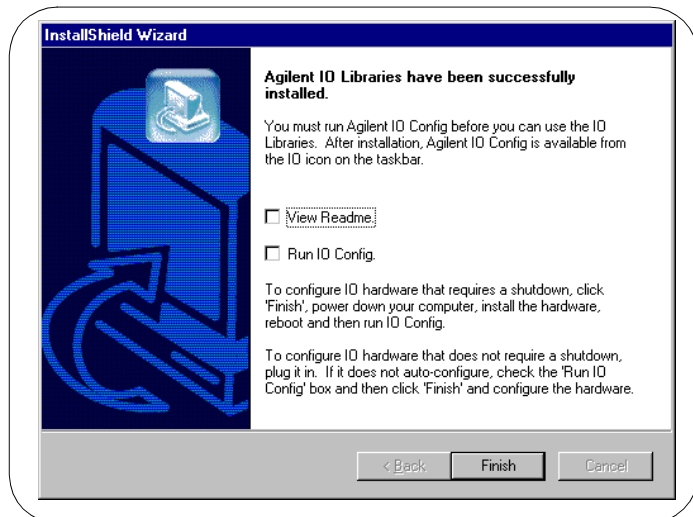 InstallShield Wizard
Agilent IO Libraries have been successfully
installed.
You must run Agilent IO Config before you can use the IO
Libraries. After installation, Agilent IO Config is available from
the IO icon on the taskbar.
View Readme.
Run IO Config.
To configure IO hardware that requires a shutdown, click
'Finish', power down your computer, install the hardware,
reboot and then run IO Config.
To configure IO hardware that does not require a shutdown,
plug it in. If it does not auto-configure, check the 'Run IO
Config' box and then click 'Finish' and configure the hardware.
< Back
Finish
Cancel